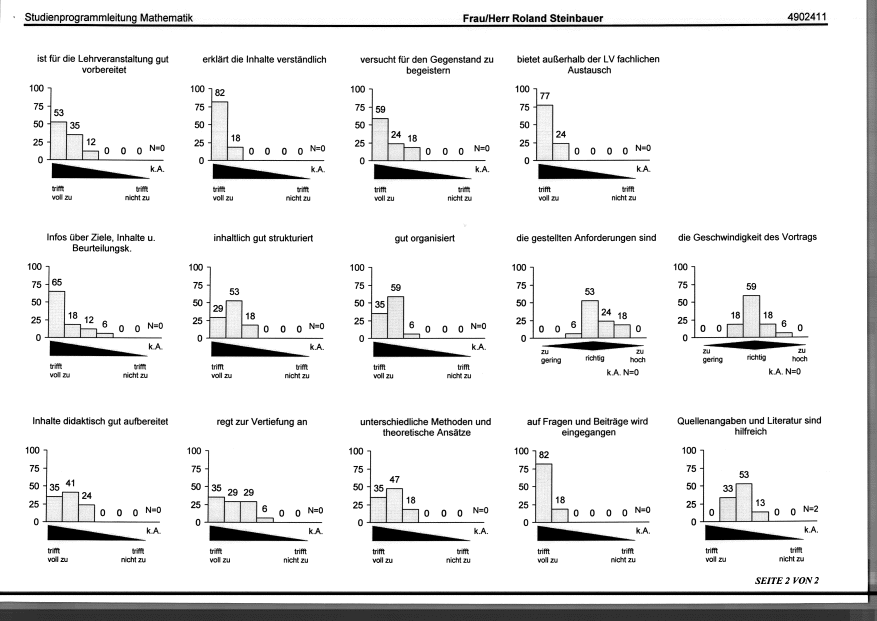 Studienprogrammleitung Mathematik Frau/Herr Roland Steinbauer 4902411
ist für die Lehrveranstaltung gut
vorbereitet
100
75
50
25
0
53 35 12 0 0 0 N=0
k.A.
trifft
voll zu
trifft
nicht zu
erklärt die Inhalte verständlich
100
75
50
25
0
82 18 0 0 0 0 N=0
k.A.
trifft
voll zu
trifft
nicht zu
versucht für den Gegenstand zu
begeistern
100
75
50
25
0
59 24 18 0 0 0 N=0
k.A.
trifft
voll zu
trifft
nicht zu
bietet außerhalb der LV fachlichen
Austausch
100
75
50
25
0
77 24 0 0 0 0 N=0
k.A.
trifft
voll zu
trifft
nicht zu
Infos über Ziele, Inhalte u.
Beurteilungsk.
100
75
50
25
0
65 18 12 6 0 0 N=0
k.A.
trifft
voll zu
trifft
nicht zu
inhaltlich gut strukturiert
100
75
50
25
0
29 53 18 0 0 0 N=0
k.A.
trifft
voll zu
trifft
nicht zu
gut organisiert
100
75
50
25
0
35 59 6 0 0 0 N=0
k.A.
trifft
voll zu
trifft
nicht zu
die gestellten Anforderungen sind
100
75
50
25
0
0 0 6 53 24 18 0
zu
gering
richtig
zu
hoch
k.A. N=0
die Geschwindigkeit des Vortrags
100
75
50
25
0
0 0 18 59 18 6 0
zu
gering
richtig
zu
hoch
k.A. N=0
Inhalte didaktisch gut aufbereitet
100
75
50
25
0
35 41 24 0 0 0 N=0
k.A.
trifft
voll zu
trifft
nicht zu
regt zur Vertiefung an
100
75
50
25
0
35 29 29 6 0 0 N=0
k.A.
trifft
voll zu
trifft
nicht zu
unterschiedliche Methoden und
theoretische Ansätze
100
75
50
25
0
35 47 18 0 0 0 N=0
k.A.
trifft
voll zu
trifft
nicht zu
auf Fragen und Beiträge wird
eingegangen
100
75
50
25
0
82 18 0 0 0 0 N=0
k.A.
trifft
voll zu
trifft
nicht zu
Quellenangaben und Literatur sind
hilfreich
100
75
50
25
0
0 33 53 13 0 0 N=2
k.A.
trifft
voll zu
trifft
nicht zu
SEITE 2 VON 2